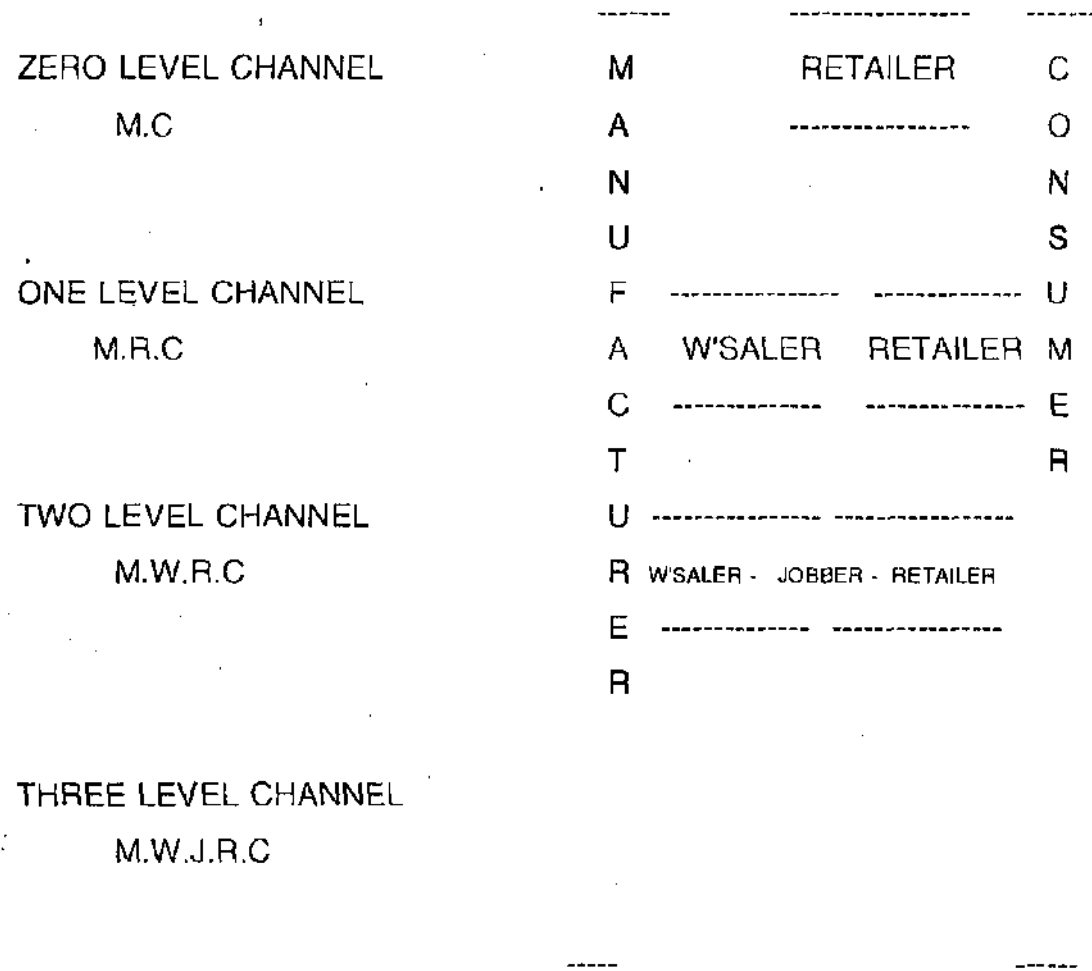 ZERO LEVEL CHANNEL M RETAILER C
M.C A O
N N
U S
ONE LEVEL CHANNEL F U
M.R.C A W'SALER RETAILER M
C E
T R
TWO LEVEL CHANNEL U
M.W.R.C R W'SALER - JOBBER - RETAILER
E
R
THREE LEVEL CHANNEL
M.W.J.R.C